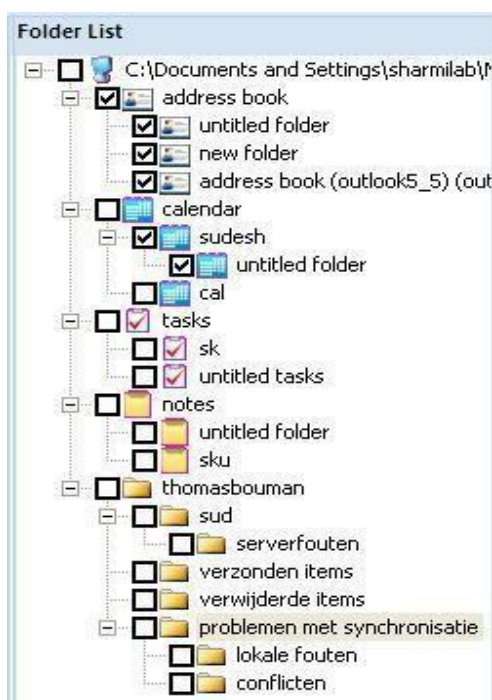 Folder List
C:\Documents and Settings\sharmilab\
address book
untitled folder
new folder
address book (outlook5_5) (out
calendar
sudesh
untitled folder
cal
tasks
sk
untitled tasks
notes
untitled folder
sku
thomasbouman
sud
serverfouten
verzonden items
verwijderde items
problemen met synchronisatie
lokale fouten
conflicten